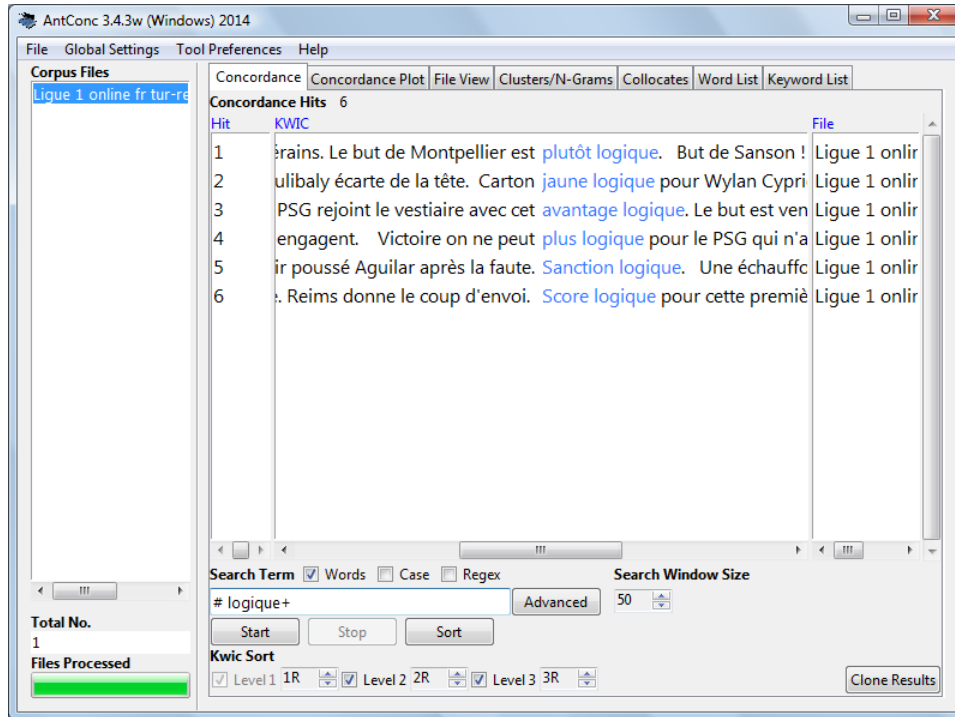 AntConc 3.4.3w (Windows) 2014
File Global Settings Tool Preferences Help
Corpus Files
Ligue 1 online fr tur-re
Concordance Concordance Plot File View Clusters/N-Grams Collocates Word List Keyword List
Concordance Hits 6
Hit KWIC File
1 érains. Le but de Montpellier est plutôt logique. But de Sanson ! Ligue 1 onlir
2 ulibaly écarte de la tête. Carton jaune logique pour Wylan Cypri Ligue 1 onlir
3 PSG rejoint le vestiaire avec cet avantage logique. Le but est ven Ligue 1 onlir
4 engagent. Victoire on ne peut plus logique pour le PSG qui n'a Ligue 1 onlir
5 ir poussé Aguilar après la faute. Sanction logique. Une échauffo Ligue 1 onlir
6 . Reims donne le coup d'envoi. Score logique pour cette premiè Ligue 1 onlir
Search Term Words Case Regex Search Window Size
# logique+ Advanced 50
Total No.
1
Start Stop Sort
Files Processed
Kwic Sort
Level 1 1R Level 2 2R Level 3 3R Clone Results